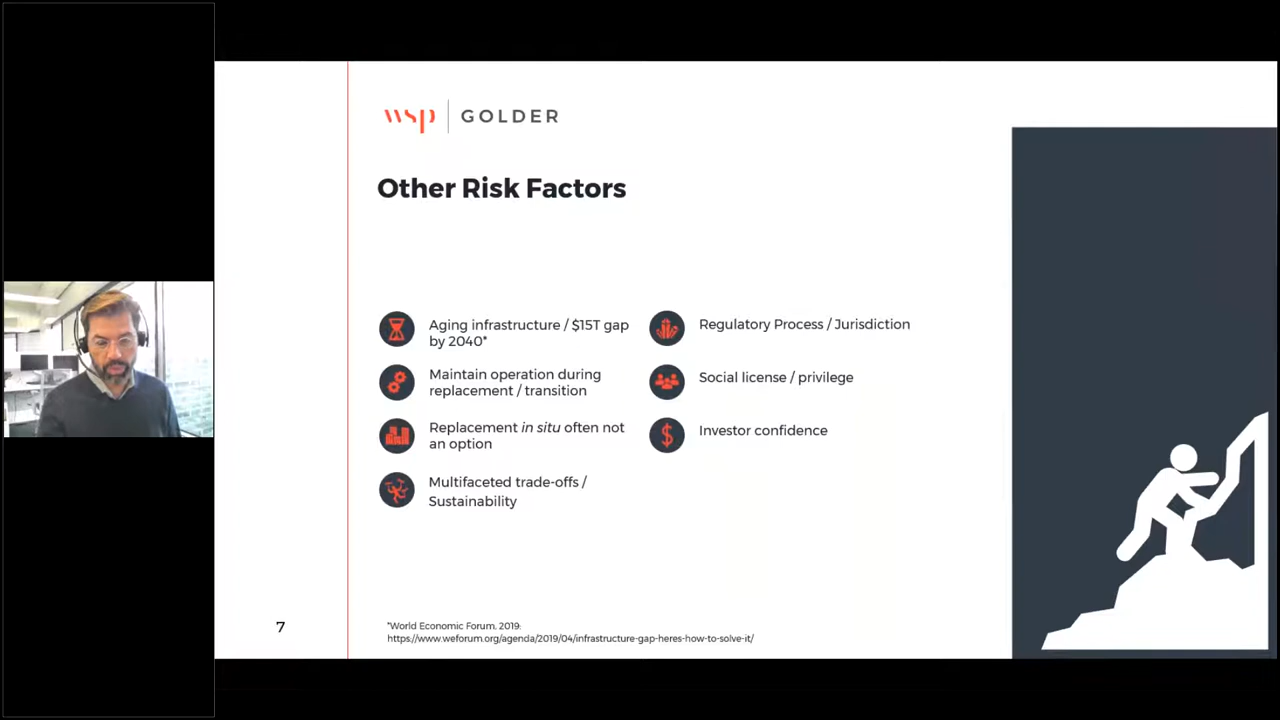 wsp | GOLDER
Other Risk Factors
Aging infrastructure / $15T gap
by 2040*
Maintain operation during
replacement / transition
Replacement in situ often not
an option
Multifaceted trade-offs /
Sustainability
Regulatory Process / Jurisdiction
Social license / privilege
Investor confidence
$
7
*World Economic Forum, 2019:
https://www.weforum.org/agenda/2019/04/infrastructure-gap-heres-how-to-solve-it/